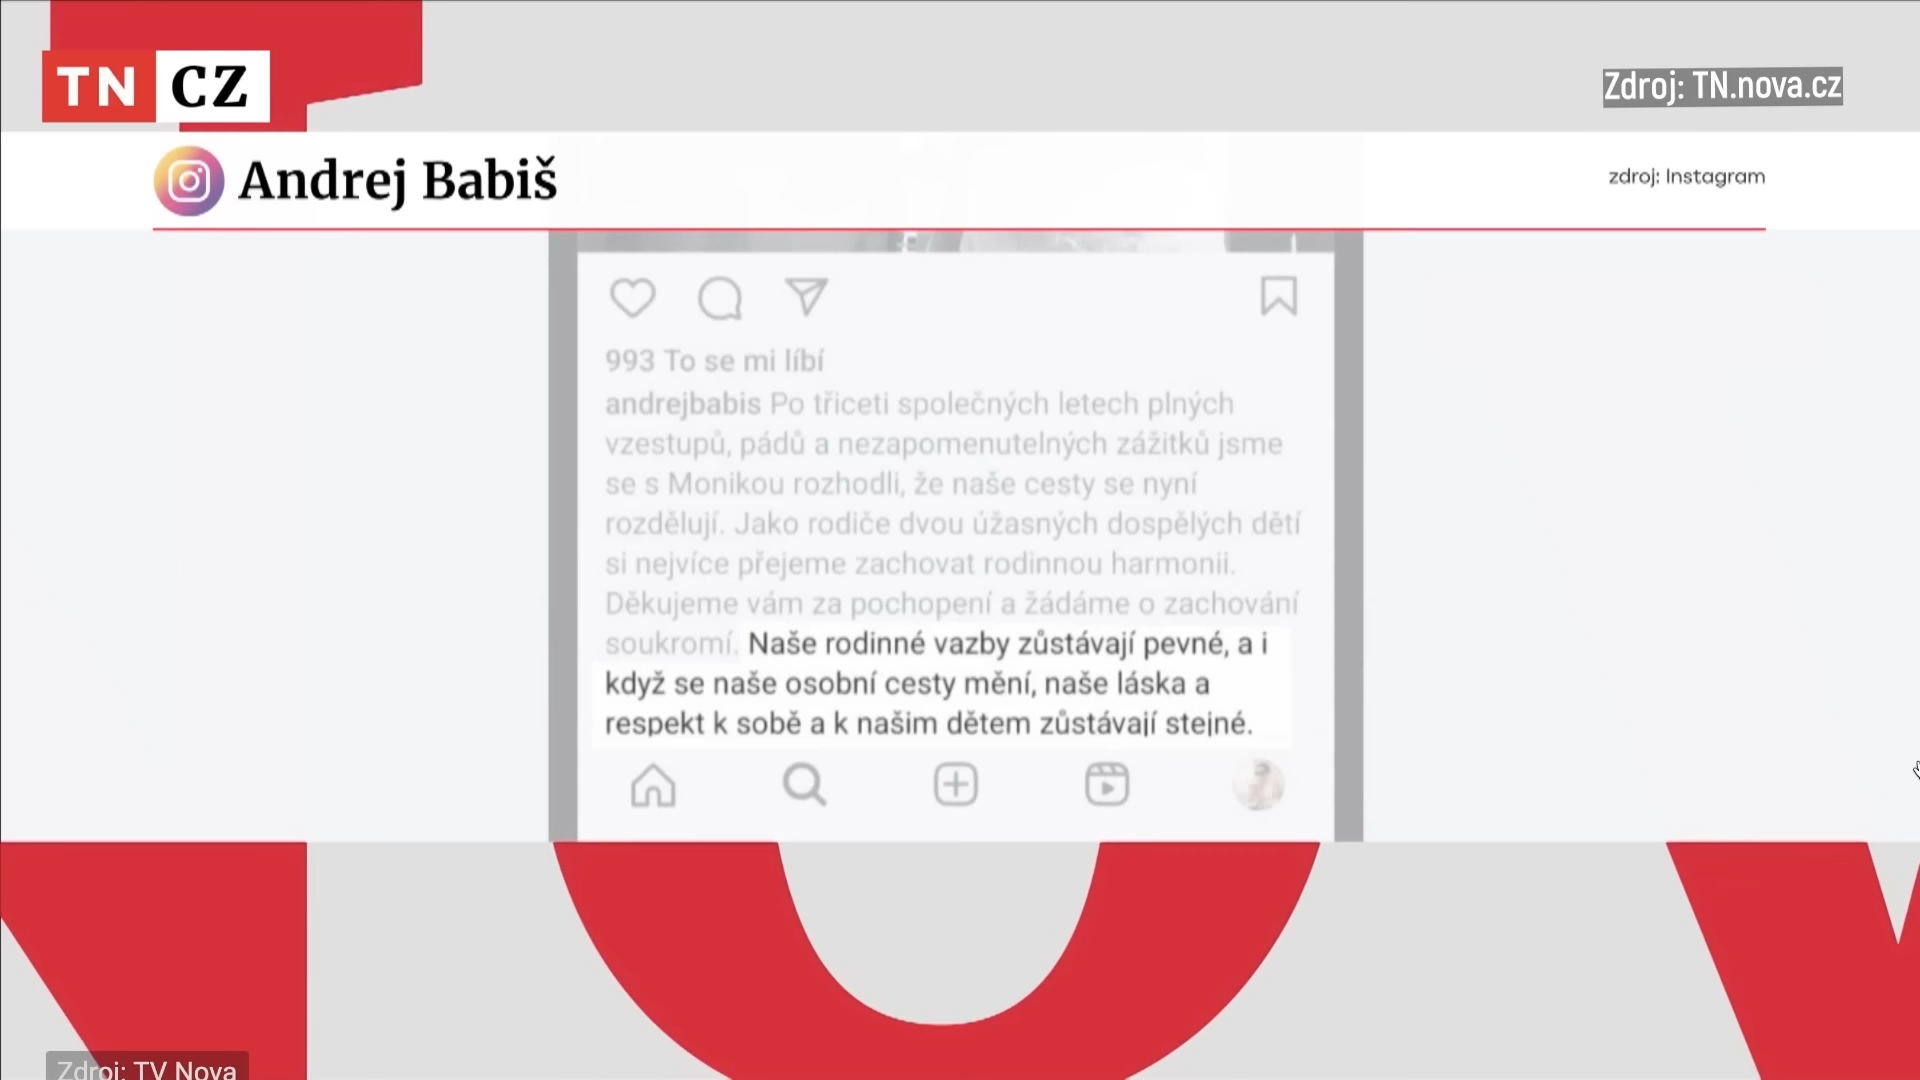 TN CZ
Zdroj: TN.nova.cz
Andrej Babiš
zdroj: Instagram
993 To se mi líbí
andrejbabis Po třiceti společných letech plných
vzestupů, pádů a nezapomenutelných zážitků jsme
se s Monikou rozhodli, že naše cesty se nyní
rozdělují. Jako rodiče dvou úžasných dospělých dětí
si nejvíce přejeme zachovat rodinnou harmonii.
Děkujeme vám za pochopení a žádáme o zachování
soukromí. Naše rodinné vazby zůstávají pevné, a i
když se naše osobní cesty mění, naše láska a
respekt k sobě a k našim dětem zůstávají stejné.
Zdroj: TV Nova